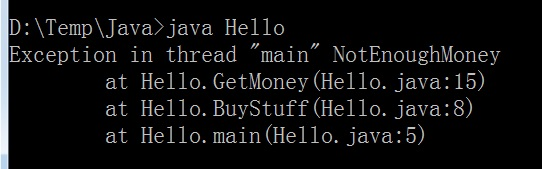 D:\Temp\Java>java Hello
Exception in thread "main" NotEnoughMoney
        at Hello.GetMoney(Hello.java:15)
        at Hello.BuyStuff(Hello.java:8)
        at Hello.main(Hello.java:5)